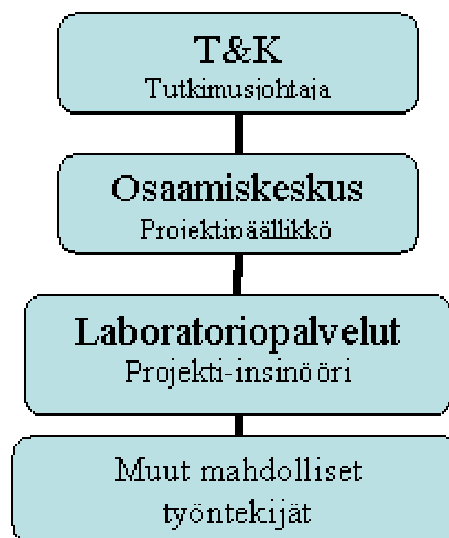 T&K
Tutkimusjohtaja
Osaamiskeskus
Projektipäällikkö
Laboratoriopalvelut
Projekti-insinööri
Muut mahdolliset
työntekijät